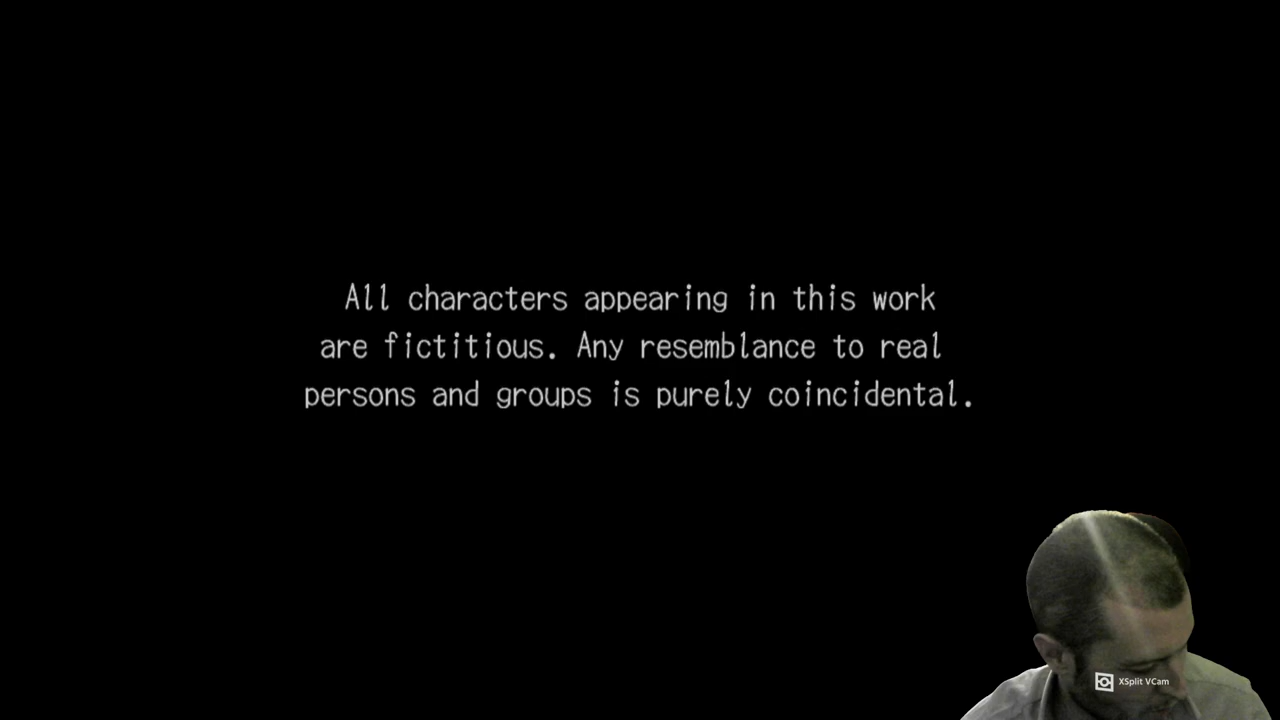 All characters appearing in this work
are fictitious. Any resemblance to real
persons and groups is purely coincidental.
XSplit VCam